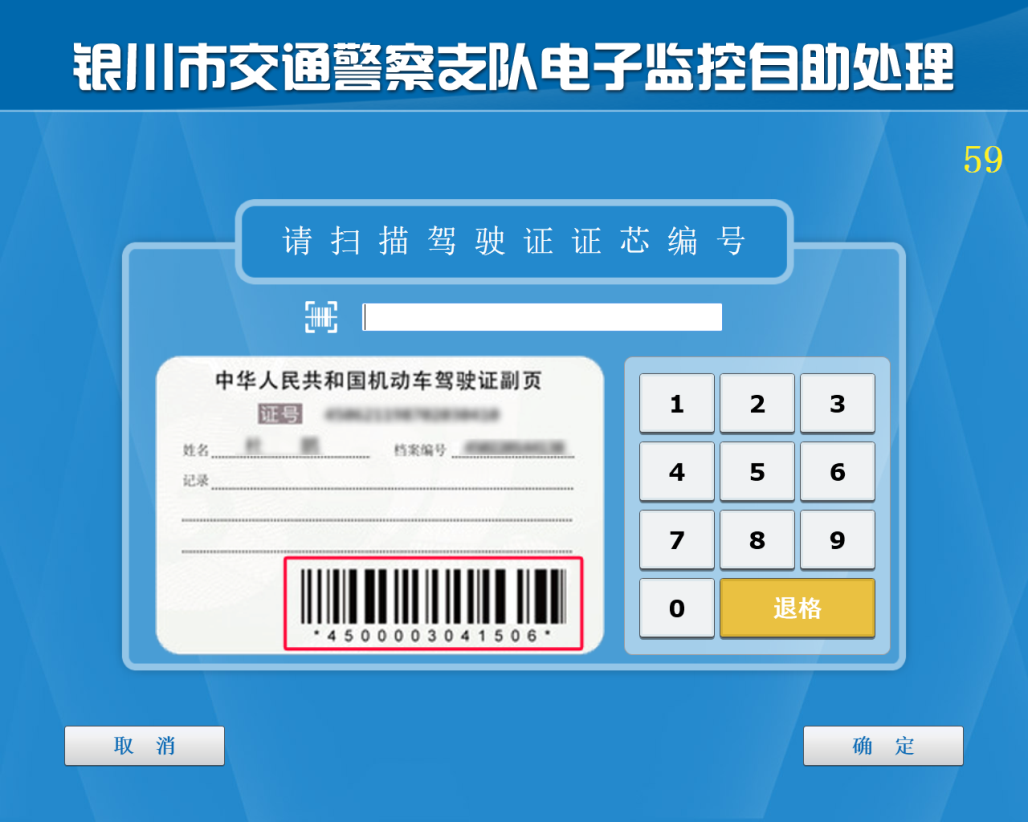 银川市交通警察支队电子监控自助处理
59
请扫描驾驶证证芯编号
中华人民共和国机动车驾驶证副页
证号
姓名 档案编号
记录
*4500003041506*
1 2 3
4 5 6
7 8 9
0 退格
取消 确定